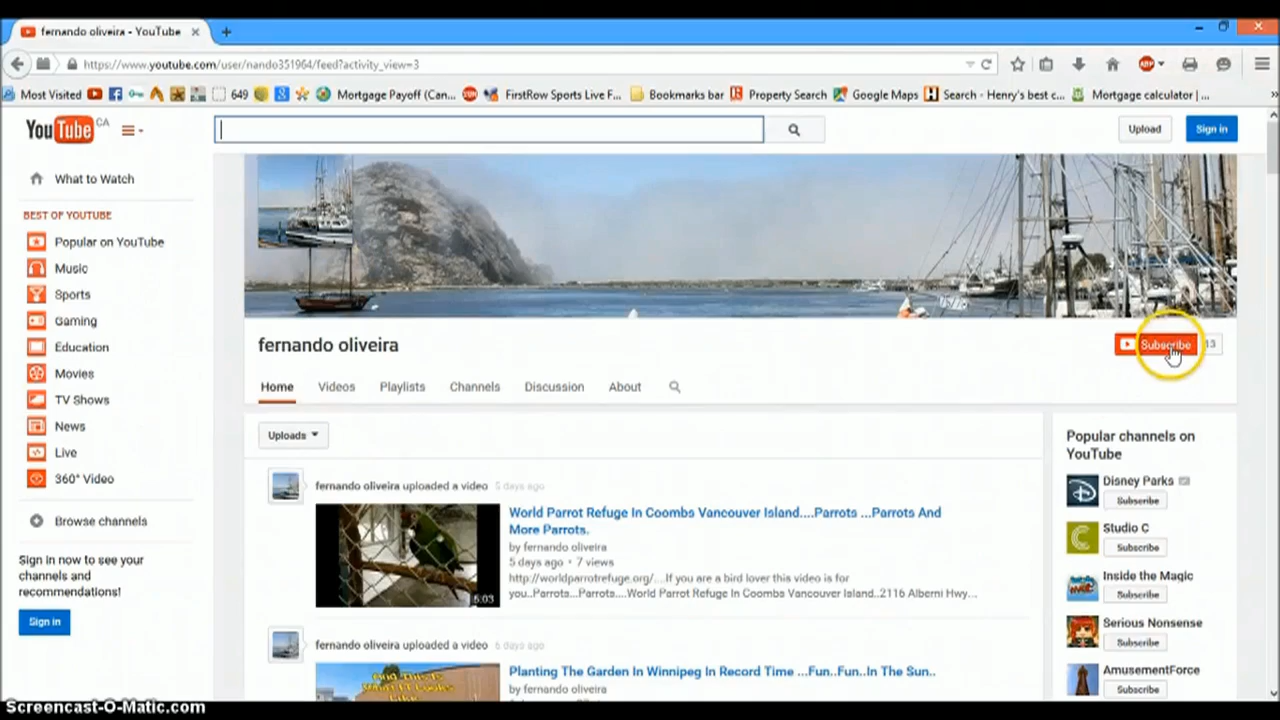 fernando oliveira - YouTube
https://www.youtube.com/user/nando351964/feed?activity_view=3
Most Visited
649
Mortgage Payoff (Can...
FirstRow Sports Live F...
Bookmarks bar
Property Search
Google Maps
Search - Henry's best c...
Mortgage calculator |...
YouTube CA
Upload
Sign in
What to Watch
BEST OF YOUTUBE
Popular on YouTube
Music
Sports
Gaming
Education
Movies
TV Shows
News
Live
360° Video
Browse channels
Sign in now to see your
channels and
recommendations!
Sign in
fernando oliveira
Subscribe
13
Home
Videos
Playlists
Channels
Discussion
About
Uploads
fernando oliveira uploaded a video 5 days ago
World Parrot Refuge In Coombs Vancouver Island....Parrots ...Parrots And
More Parrots.
by fernando oliveira
5 days ago • 7 views
http://worldparrotrefuge.org/....If you are a bird lover this video is for
you..Parrots...Parrots....World Parrot Refuge In Coombs Vancouver Island..2116 Alberni Hwy...
5:03
fernando oliveira uploaded a video 6 days ago
Planting The Garden In Winnipeg In Record Time ...Fun..Fun..In The Sun..
by fernando oliveira
Popular channels on
YouTube
Disney Parks
Subscribe
Studio C
Subscribe
Inside the Magic
Subscribe
Serious Nonsense
Subscribe
AmusementForce
Subscribe
Screencast-O-Matic.com